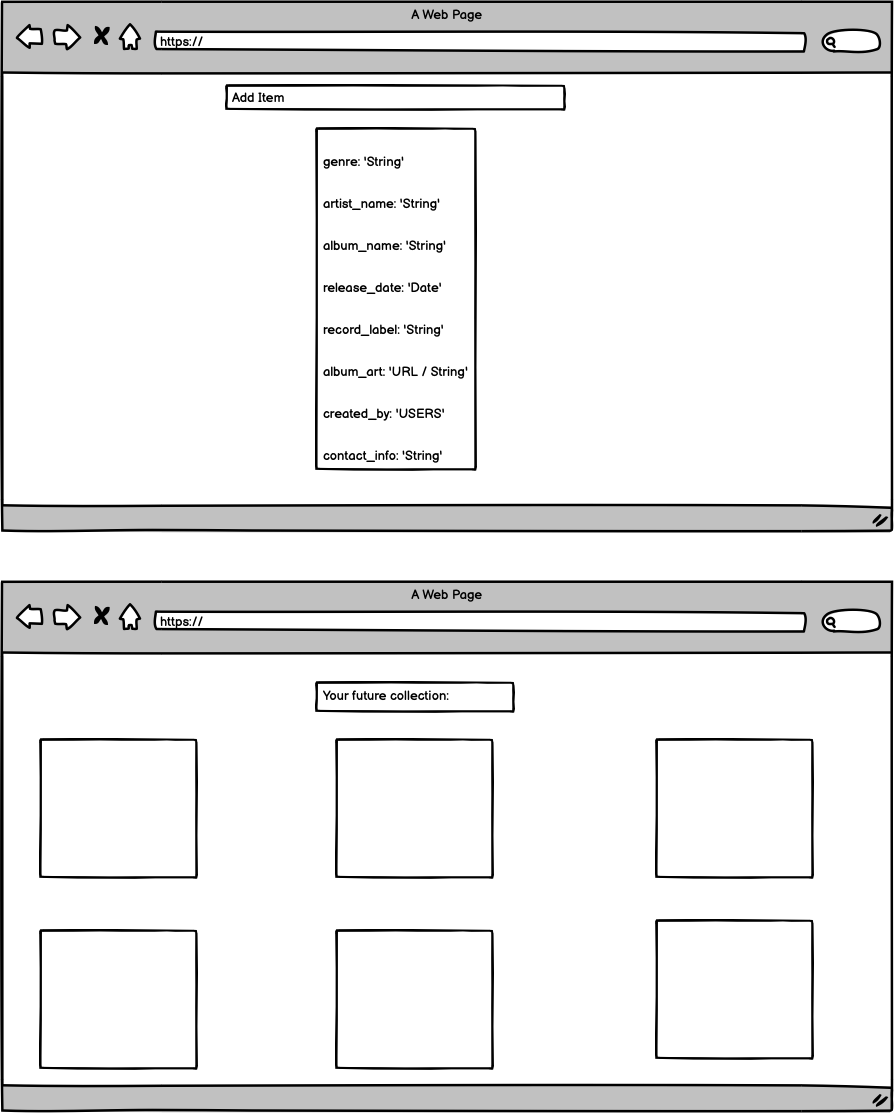 A Web Page
https://
Add Item
genre: 'String'
artist_name: 'String'
album_name: 'String'
release_date: 'Date'
record_label: 'String'
album_art: 'URL / String'
created_by: 'USERS'
contact_info: 'String'
A Web Page
https://
Your future collection: